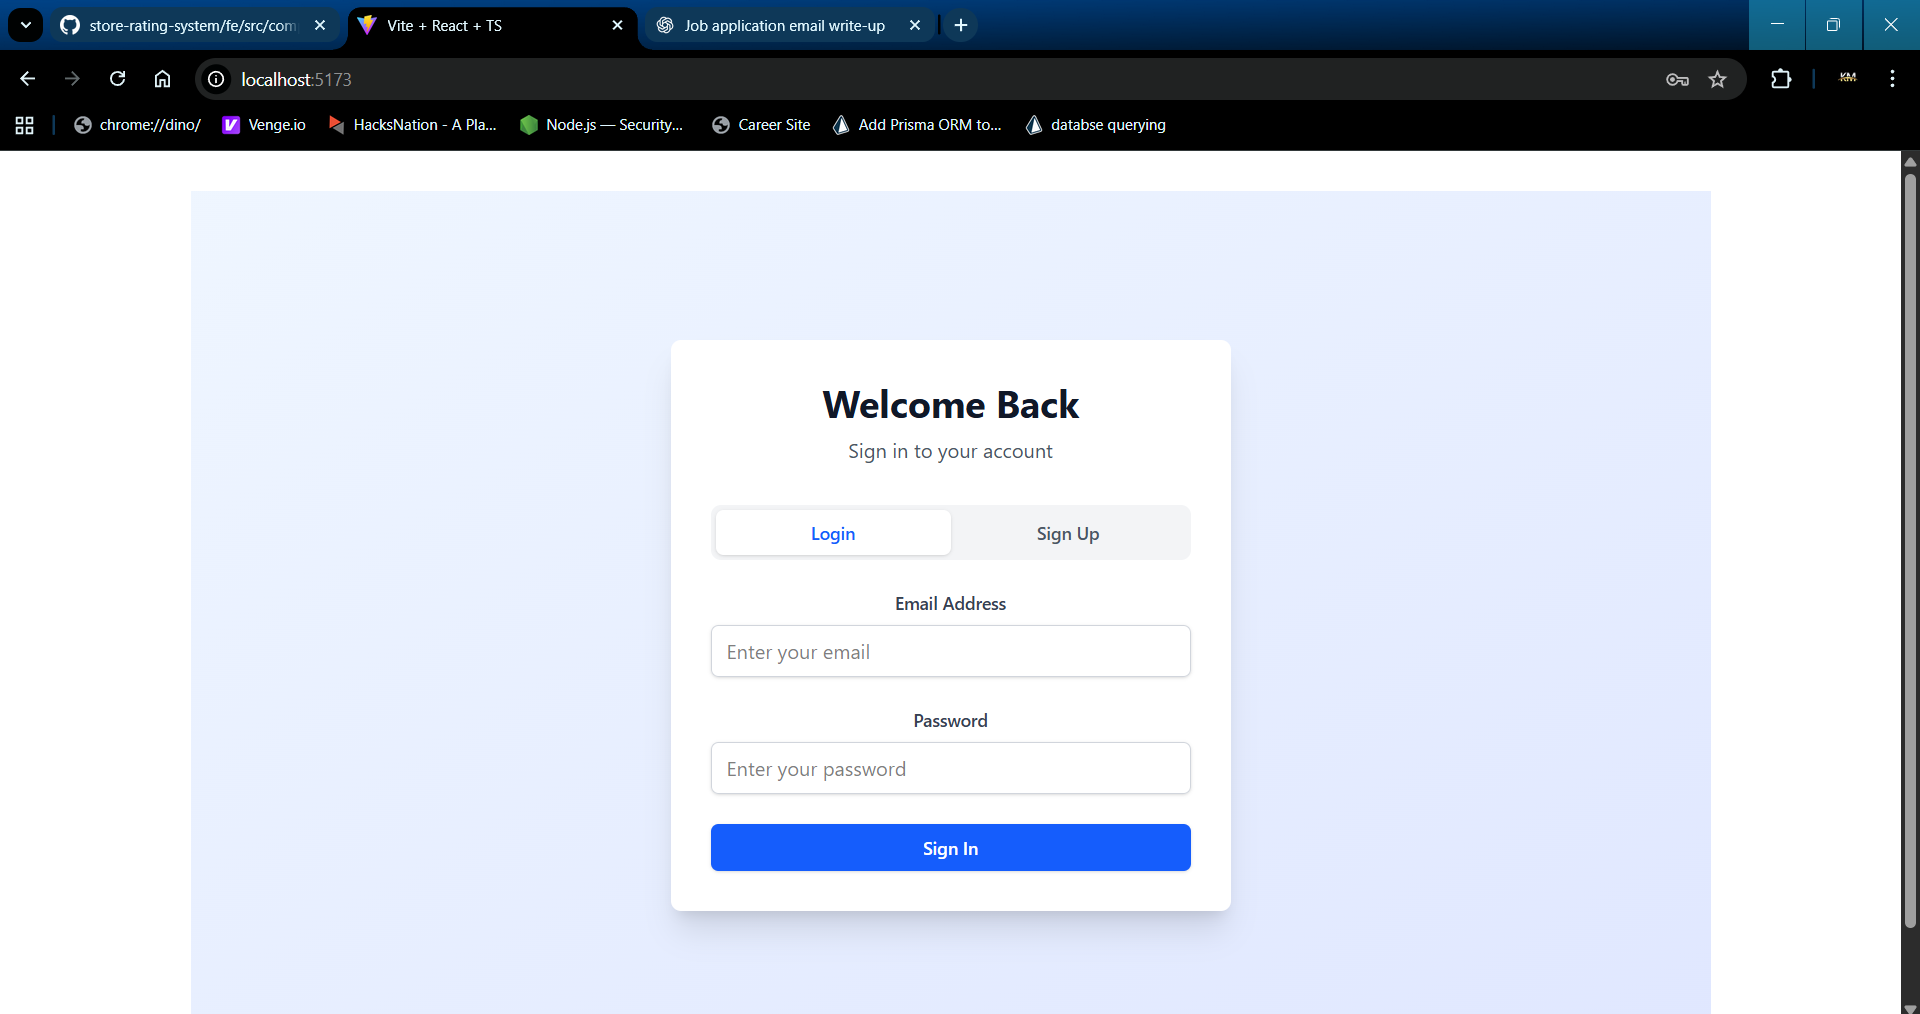 store-rating-system/fe/src/com
Vite + React + TS
Job application email write-up
localhost:5173
KM
chrome://dino/
Venge.io
HacksNation - A Pla...
Node.js — Security...
Career Site
Add Prisma ORM to...
databse querying
Welcome Back
Sign in to your account
Login
Sign Up
Email Address
Enter your email
Password
Enter your password
Sign In